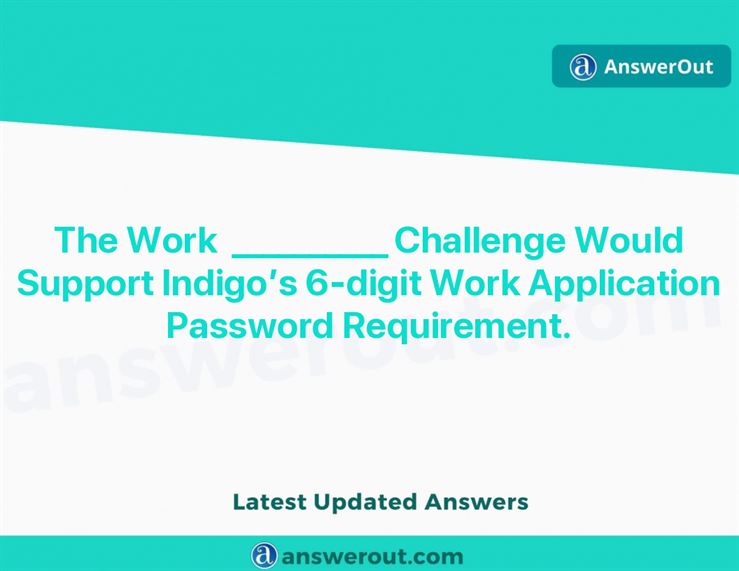 AnswerOut
The Work __________ Challenge Would
Support Indigo’s 6-digit Work Application
Password Requirement.
answerout.com
Latest Updated Answers
answerout.com